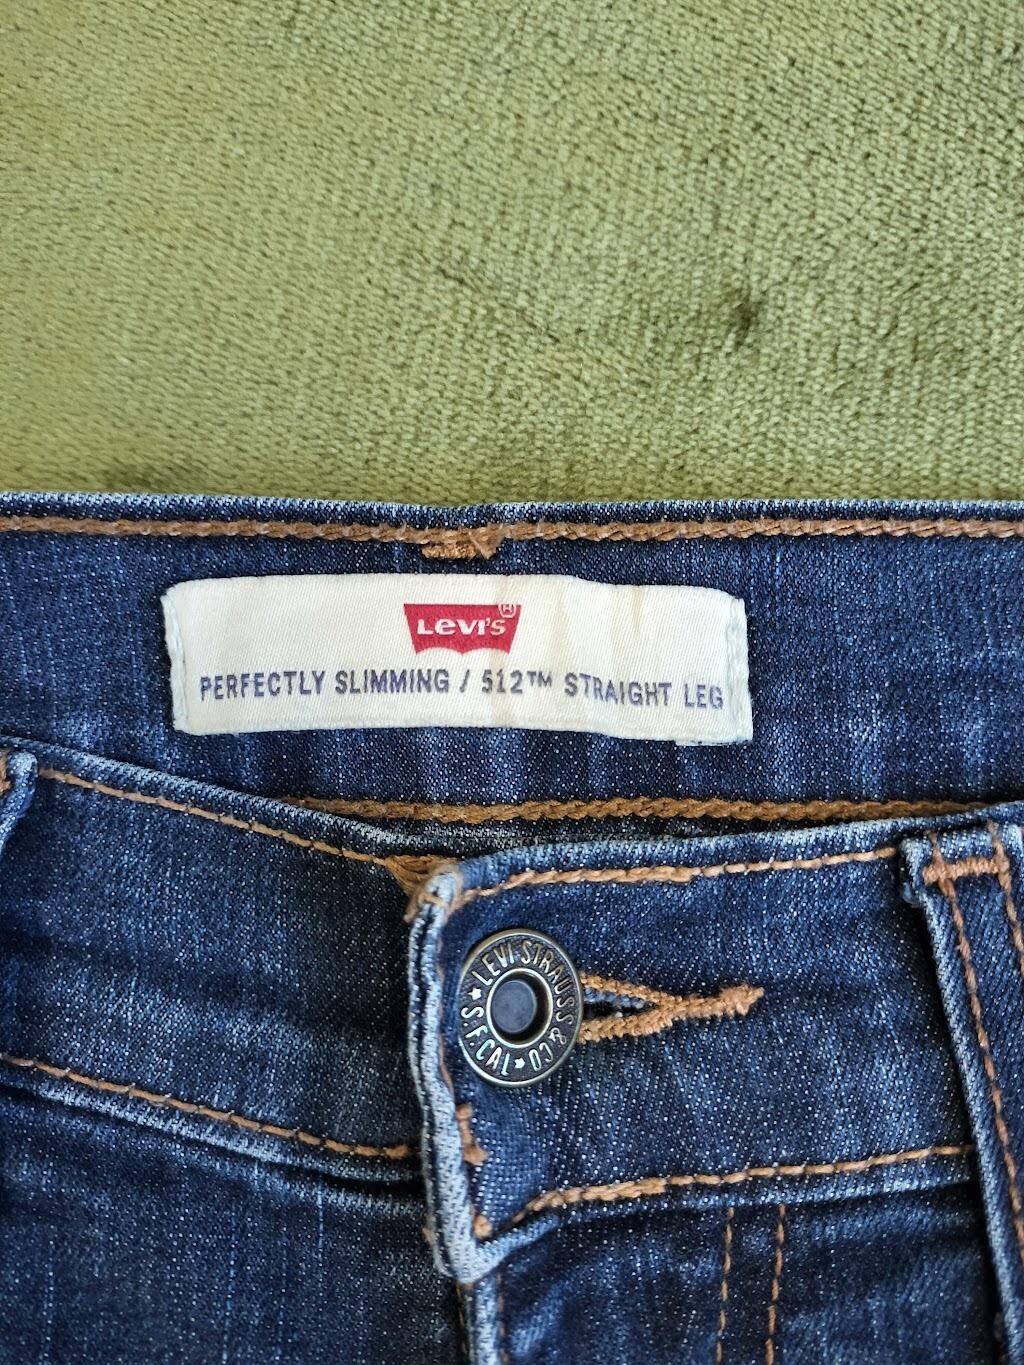 LEVI'S ®
PERFECTLY SLIMMING / 512™ STRAIGHT LEG
LEVI STRAUSS & CO. ★ S.F. CAL ★